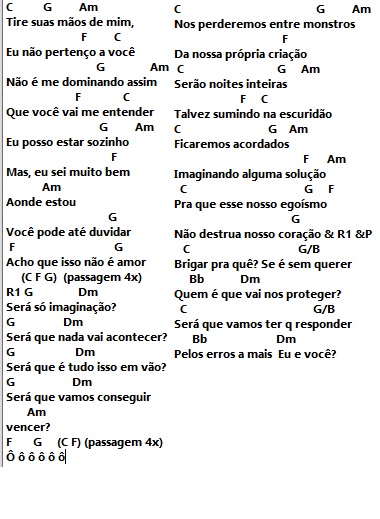 C G Am
Tire suas mãos de mim,
F C
Eu não pertenço a você
G Am
Não é me dominando assim
F C
Que você vai me entender
G Am
Eu posso estar sozinho
F
Mas, eu sei muito bem
Am
Aonde estou
G
Você pode até duvidar
F G
Acho que isso não é amor
(C F G) (passagem 4x)
R1 G Dm
Será só imaginação?
G Dm
Será que nada vai acontecer?
G Dm
Será que é tudo isso em vão?
G Dm
Será que vamos conseguir
Am
vencer?
F G (C F) (passagem 4x)
Ô ô ô ô ô ô
C G Am
Nos perderemos entre monstros
F
Da nossa própria criação
C G Am
Serão noites inteiras
F C
Talvez sumindo na escuridão
C G Am
Ficaremos acordados
F Am
Imaginando alguma solução
C G F
Pra que esse nosso egoísmo
G
Não destrua nosso coração & R1 &P
C G/B
Brigar pra quê? Se é sem querer
Bb Dm
Quem é que vai nos proteger?
C G/B
Será que vamos ter q responder
Bb Dm
Pelos erros a mais Eu e você?